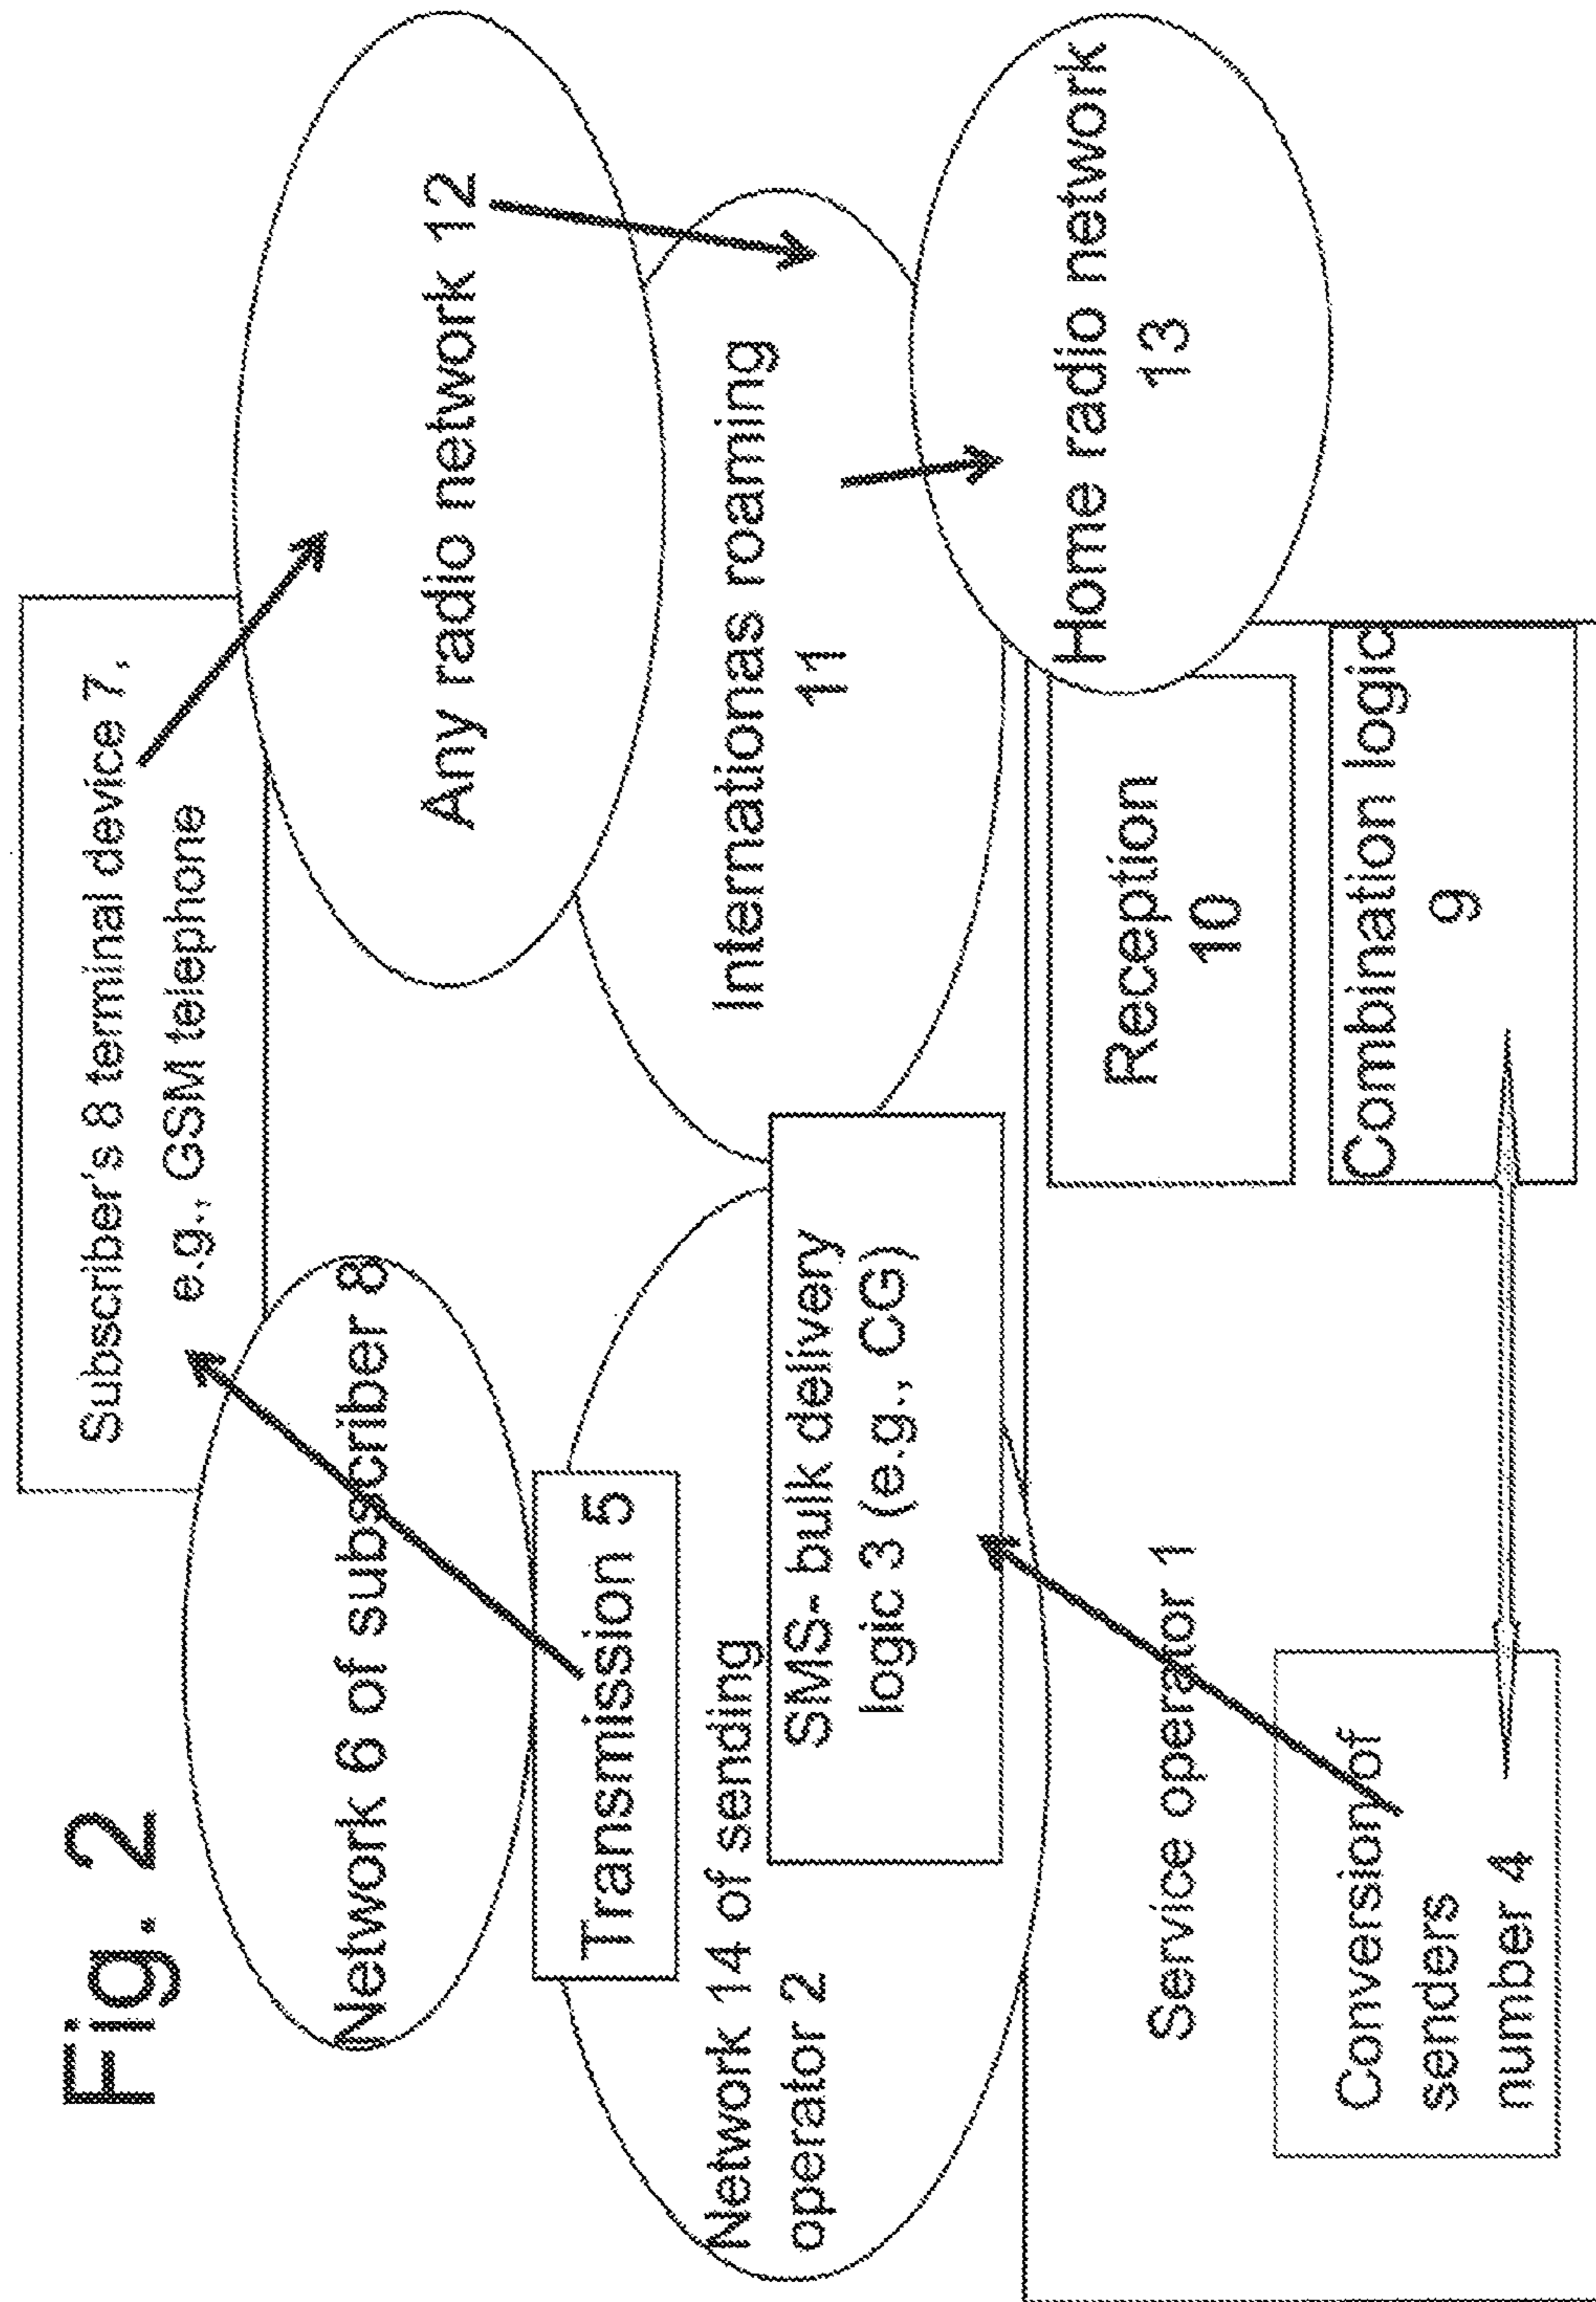 Fig. 2
Subscriber's 8 terminal device 7,
e.g., GSM telephone
Network 6 of subscriber 8
Any radio network 12
Transmission 5
Network 14 of sending
operator 2
SMS- bulk delivery
logic 3 (e.g., CG)
Internationas roaming
11
Home radio network
13
Service operator 1
Reception
10
Conversion of
senders
number 4
Combination logic
9